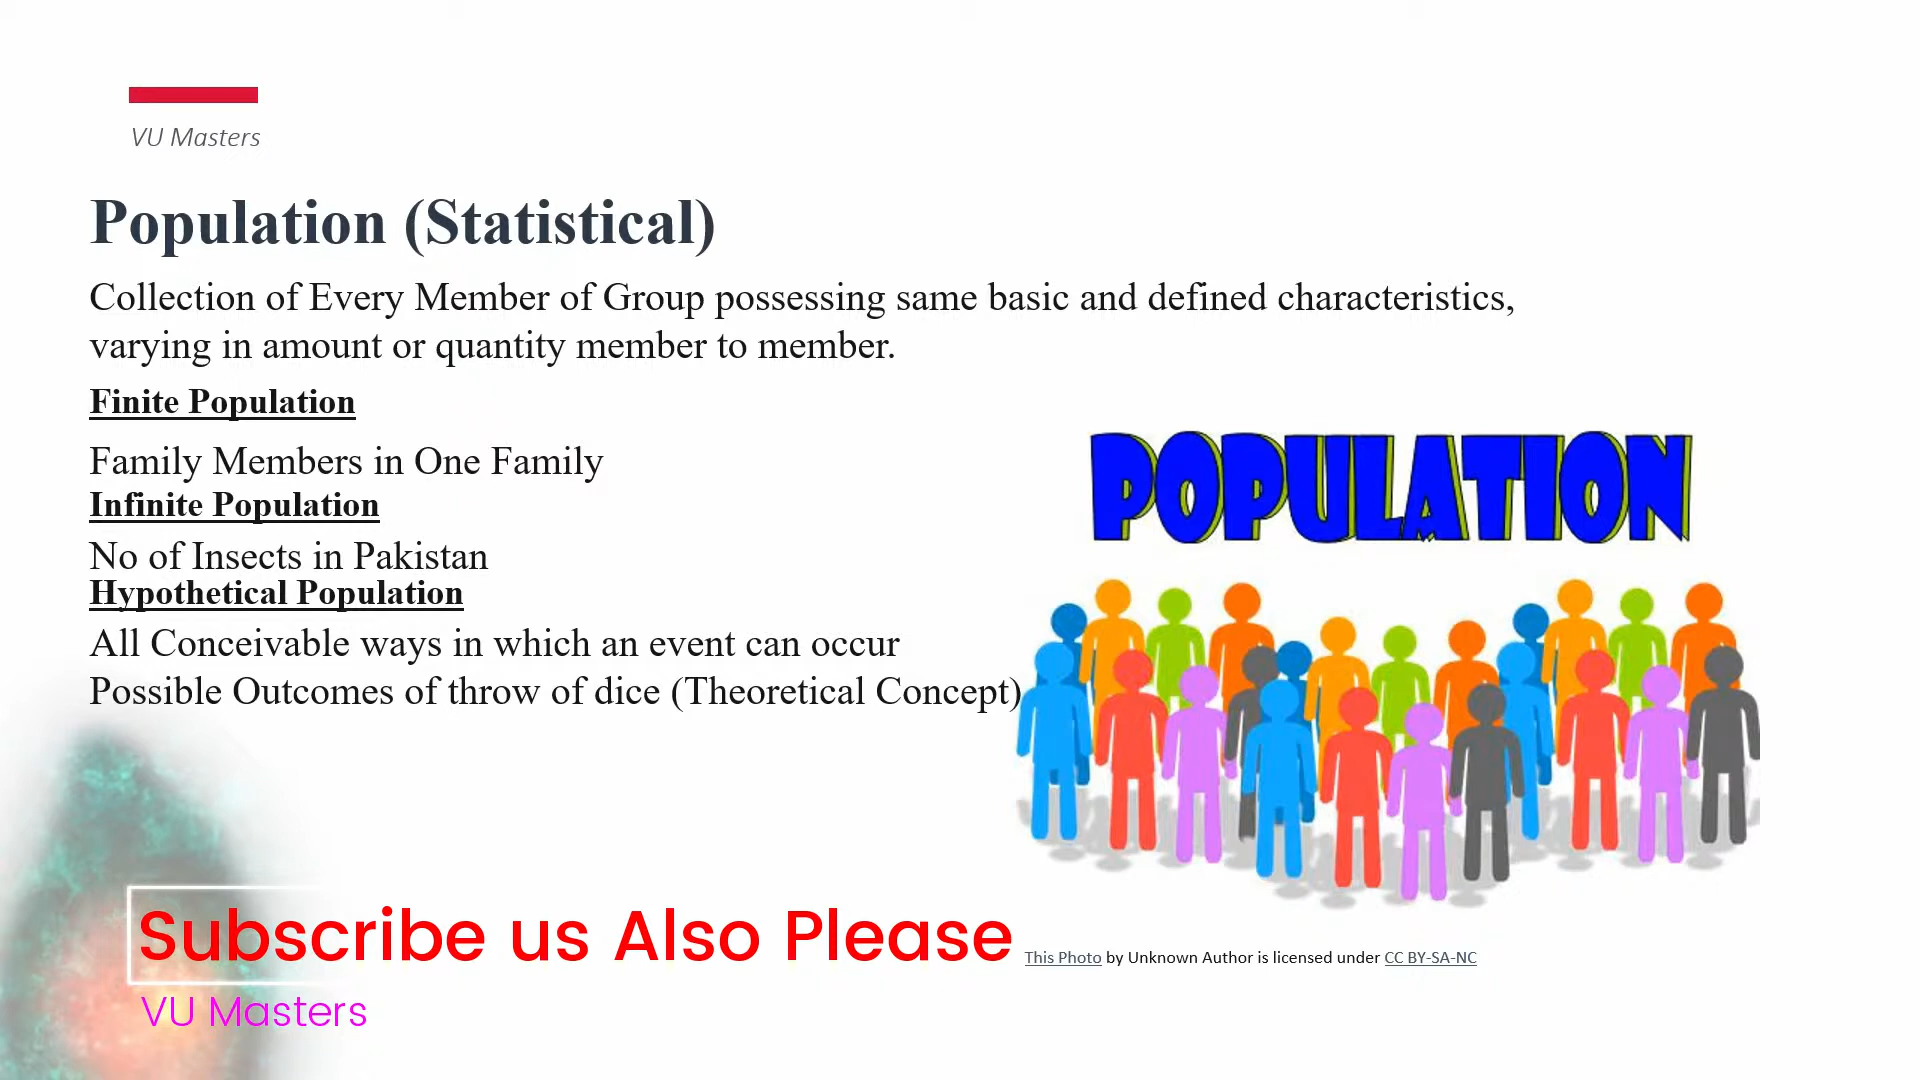 VU Masters
Population (Statistical)
Collection of Every Member of Group possessing same basic and defined characteristics,
varying in amount or quantity member to member.
Finite Population
Family Members in One Family
Infinite Population
No of Insects in Pakistan
Hypothetical Population
All Conceivable ways in which an event can occur
Possible Outcomes of throw of dice (Theoretical Concept)
POPULATION
Subscribe us Also Please
This Photo by Unknown Author is licensed under CC BY-SA-NC
VU Masters